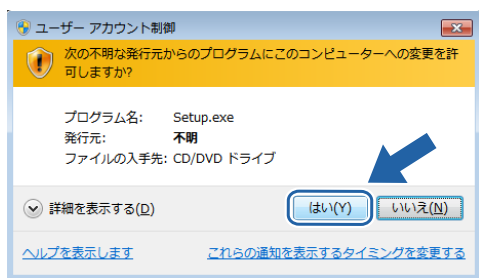 ユーザー アカウント制御
次の不明な発行元からのプログラムにこのコンピューターへの変更を許
可しますか?
プログラム名: Setup.exe
発行元: 不明
ファイルの入手先: CD/DVD ドライブ
詳細を表示する(D) はい(Y) いいえ(N)
ヘルプを表示します これらの通知を表示するタイミングを変更する